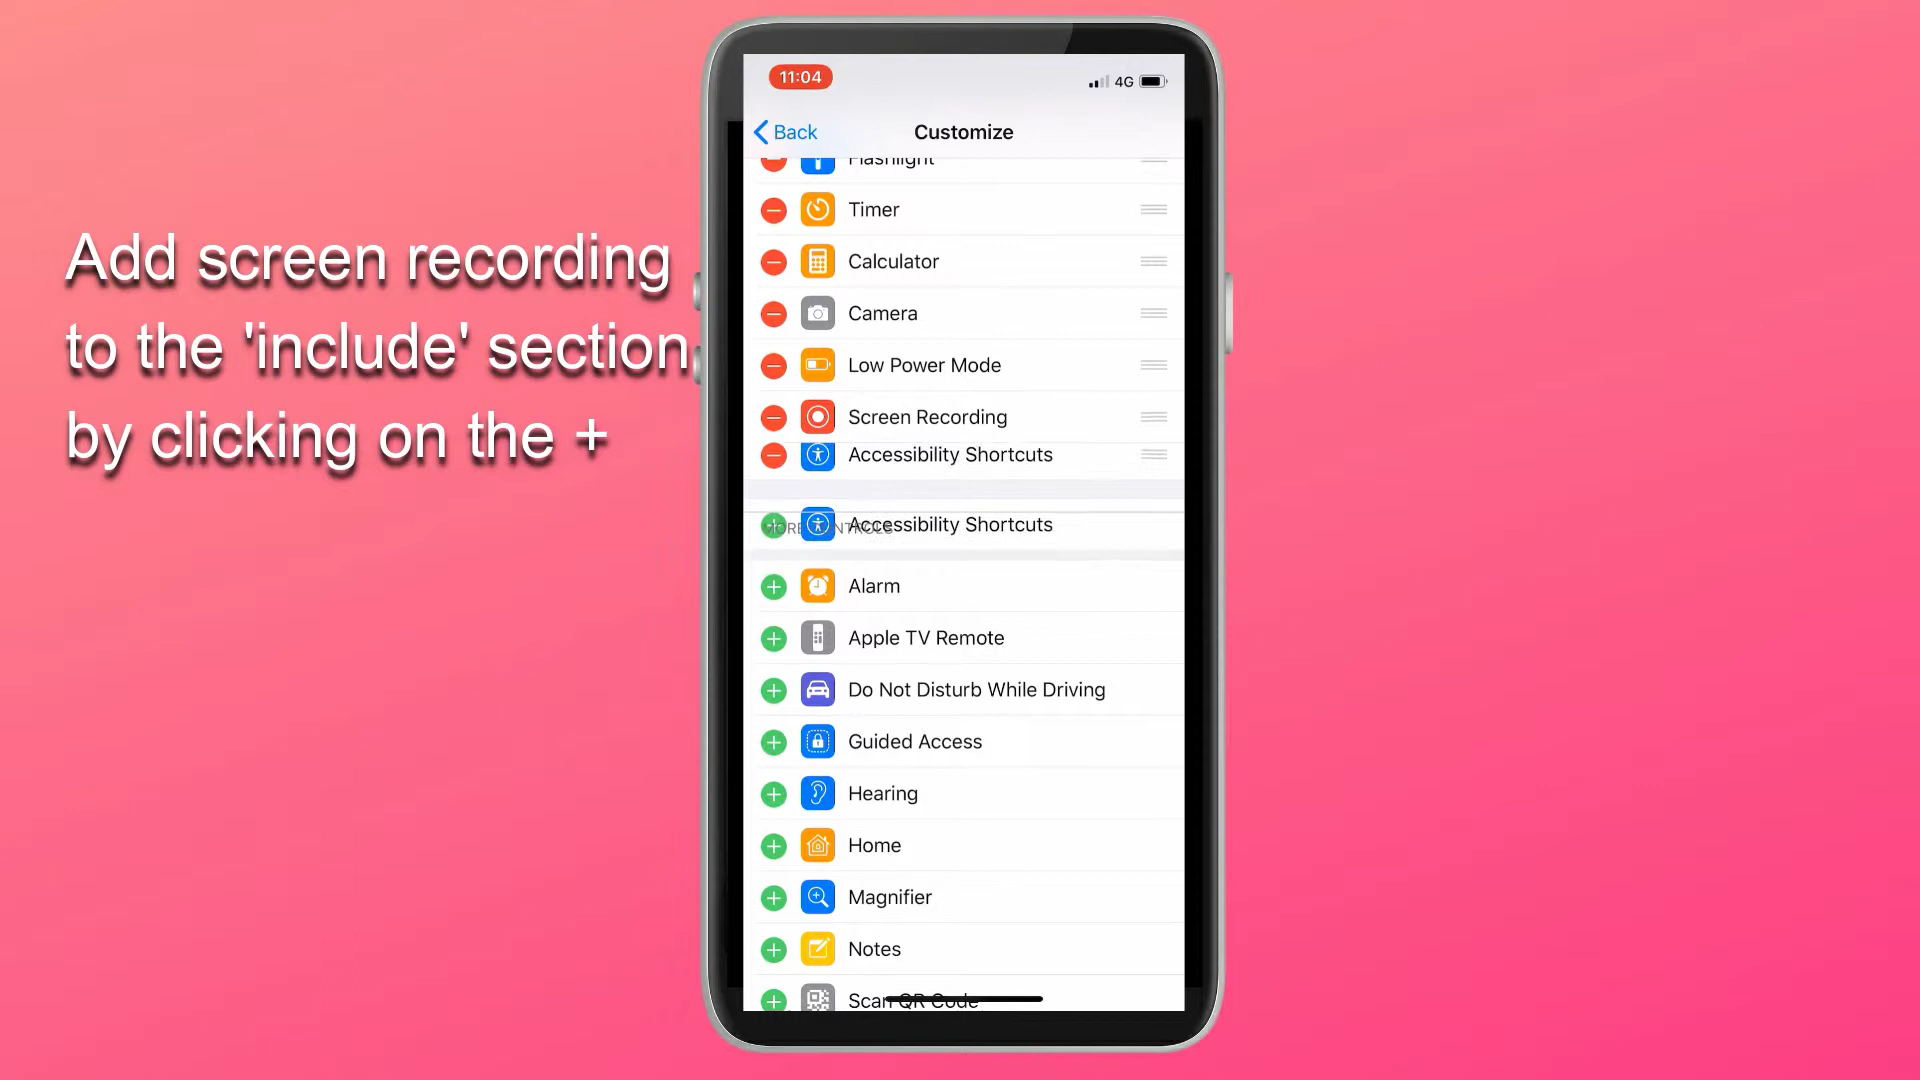 Add screen recording
to the 'include' section
by clicking on the +
11:04
4G
Back
Customize
Flashlight
Timer
Calculator
Camera
Low Power Mode
Screen Recording
Accessibility Shortcuts
MORE CONTROLS
Accessibility Shortcuts
Alarm
Apple TV Remote
Do Not Disturb While Driving
Guided Access
Hearing
Home
Magnifier
Notes
Scan QR Code